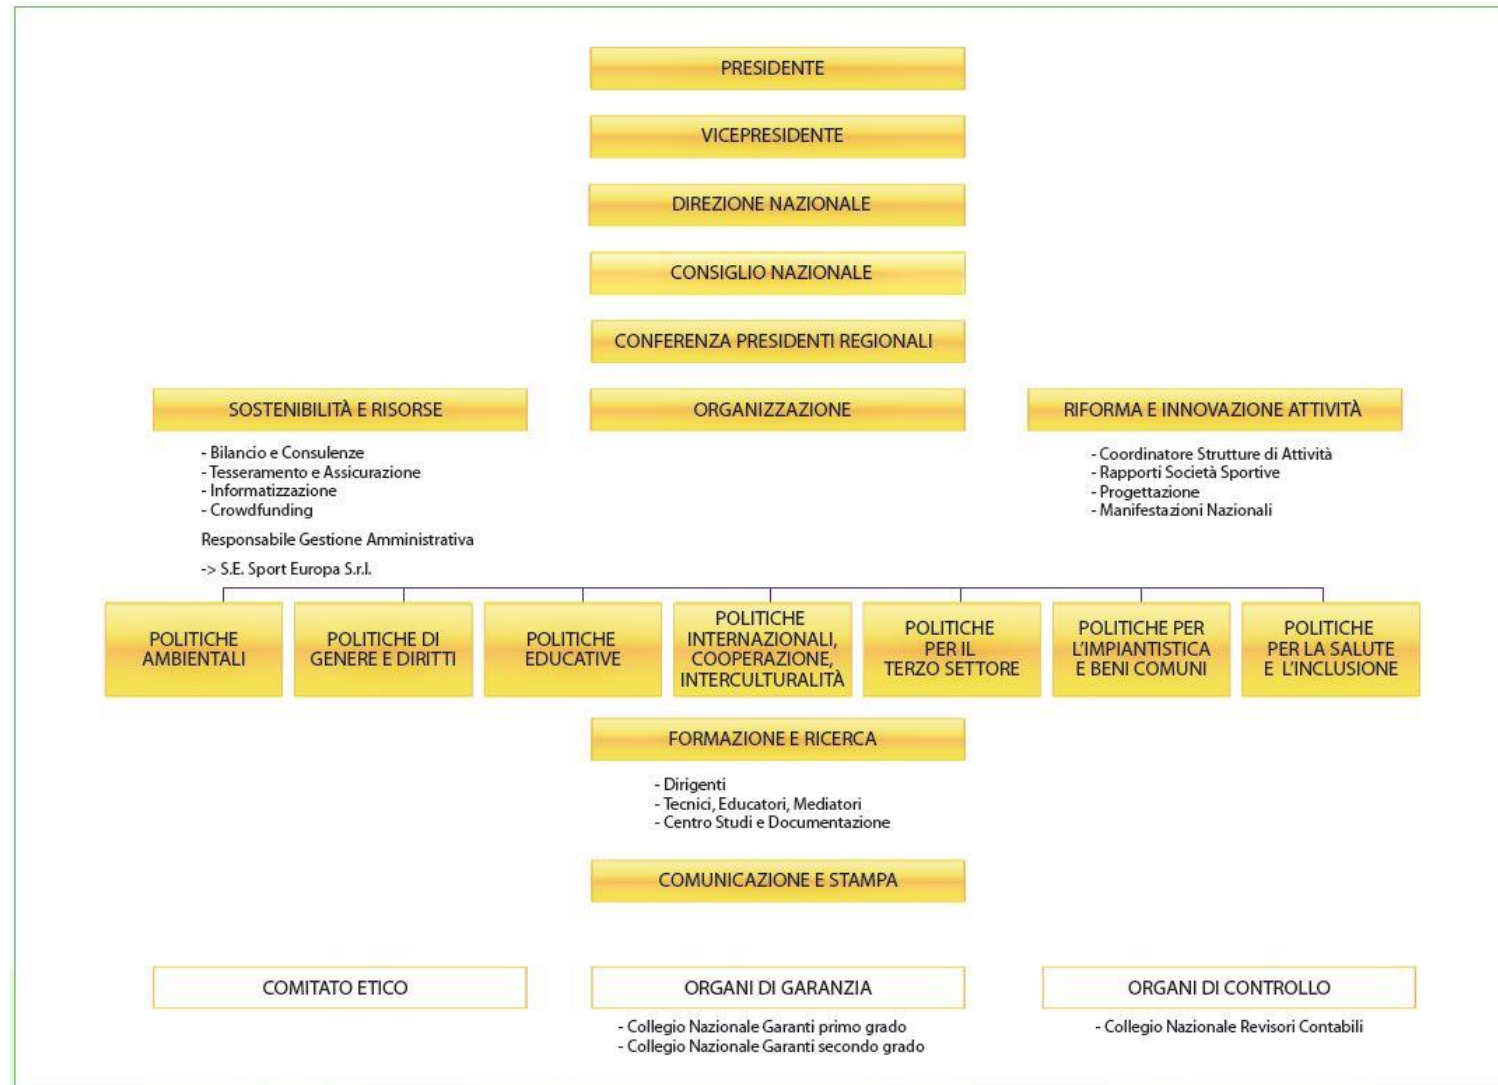 PRESIDENTE
VICEPRESIDENTE
DIREZIONE NAZIONALE
CONSIGLIO NAZIONALE
CONFERENZA PRESIDENTI REGIONALI
SOSTENIBILITÀ E RISORSE
- Bilancio e Consulenze
- Tesseramento e Assicurazione
- Informatizzazione
- Crowdfunding
Responsabile Gestione Amministrativa
-> S.E. Sport Europa S.r.l.
ORGANIZZAZIONE
RIFORMA E INNOVAZIONE ATTIVITÀ
- Coordinatore Strutture di Attività
- Rapporti Società Sportive
- Progettazione
- Manifestazioni Nazionali
POLITICHE
AMBIENTALI
POLITICHE DI
GENERE E DIRITTI
POLITICHE
EDUCATIVE
POLITICHE
INTERNAZIONALI,
COOPERAZIONE,
INTERCULTURALITÀ
POLITICHE
PER IL
TERZO SETTORE
POLITICHE PER
L'IMPIANTISTICA
E BENI COMUNI
POLITICHE
PER LA SALUTE
E L'INCLUSIONE
FORMAZIONE E RICERCA
- Dirigenti
- Tecnici, Educatori, Mediatori
- Centro Studi e Documentazione
COMUNICAZIONE E STAMPA
COMITATO ETICO
ORGANI DI GARANZIA
- Collegio Nazionale Garanti primo grado
- Collegio Nazionale Garanti secondo grado
ORGANI DI CONTROLLO
- Collegio Nazionale Revisori Contabili